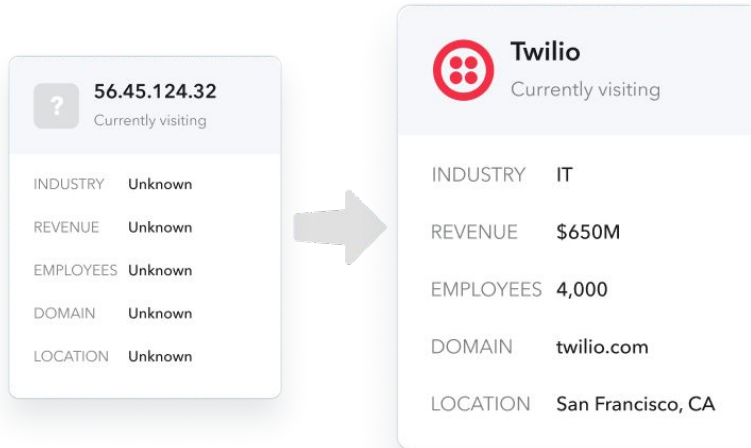 ?
56.45.124.32
Currently visiting
INDUSTRY Unknown
REVENUE Unknown
EMPLOYEES Unknown
DOMAIN Unknown
LOCATION Unknown
Twilio
Currently visiting
INDUSTRY IT
REVENUE $650M
EMPLOYEES 4,000
DOMAIN twilio.com
LOCATION San Francisco, CA